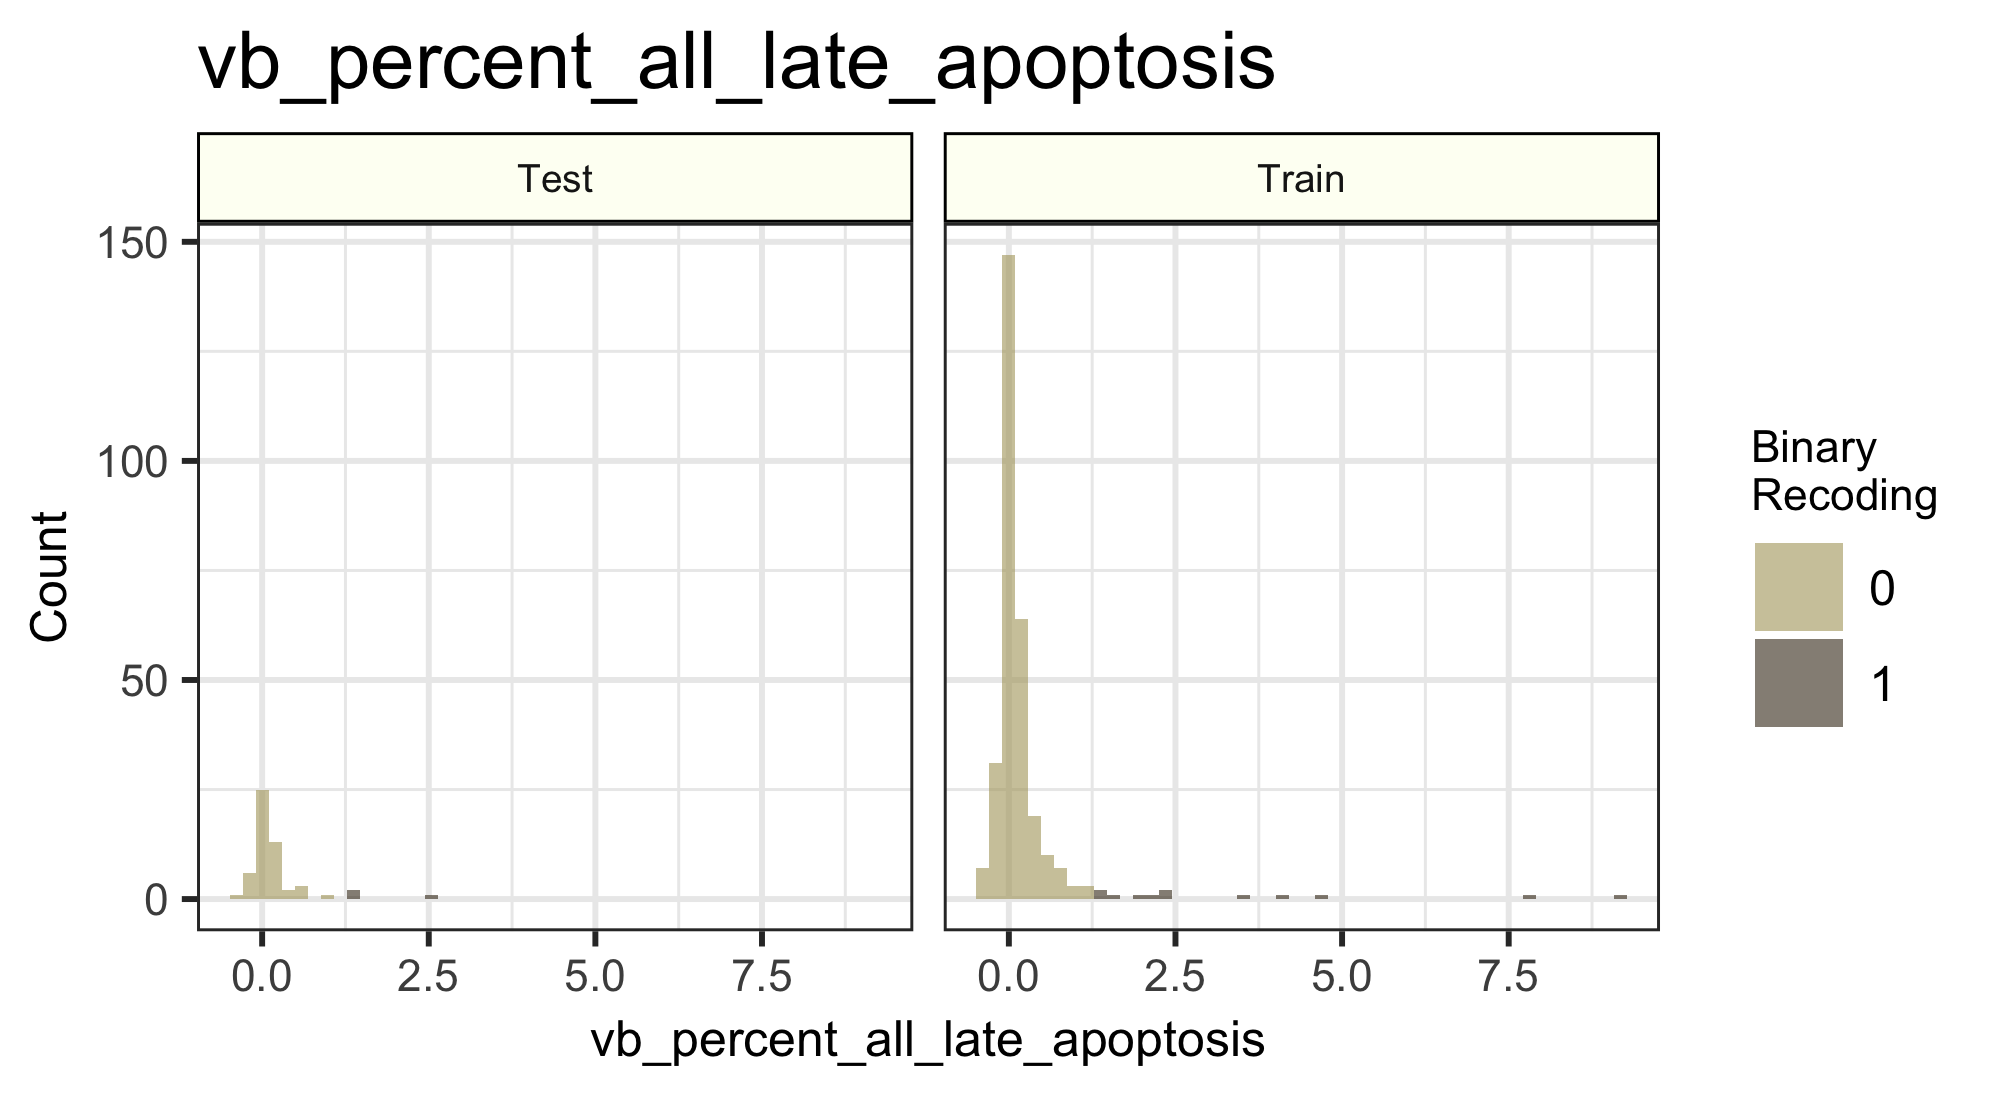 vb_percent_all_late_apoptosis
Test
Train
150
100
50
0
Count
0.0 2.5 5.0 7.5
0.0 2.5 5.0 7.5
vb_percent_all_late_apoptosis
Binary
Recoding
0
1